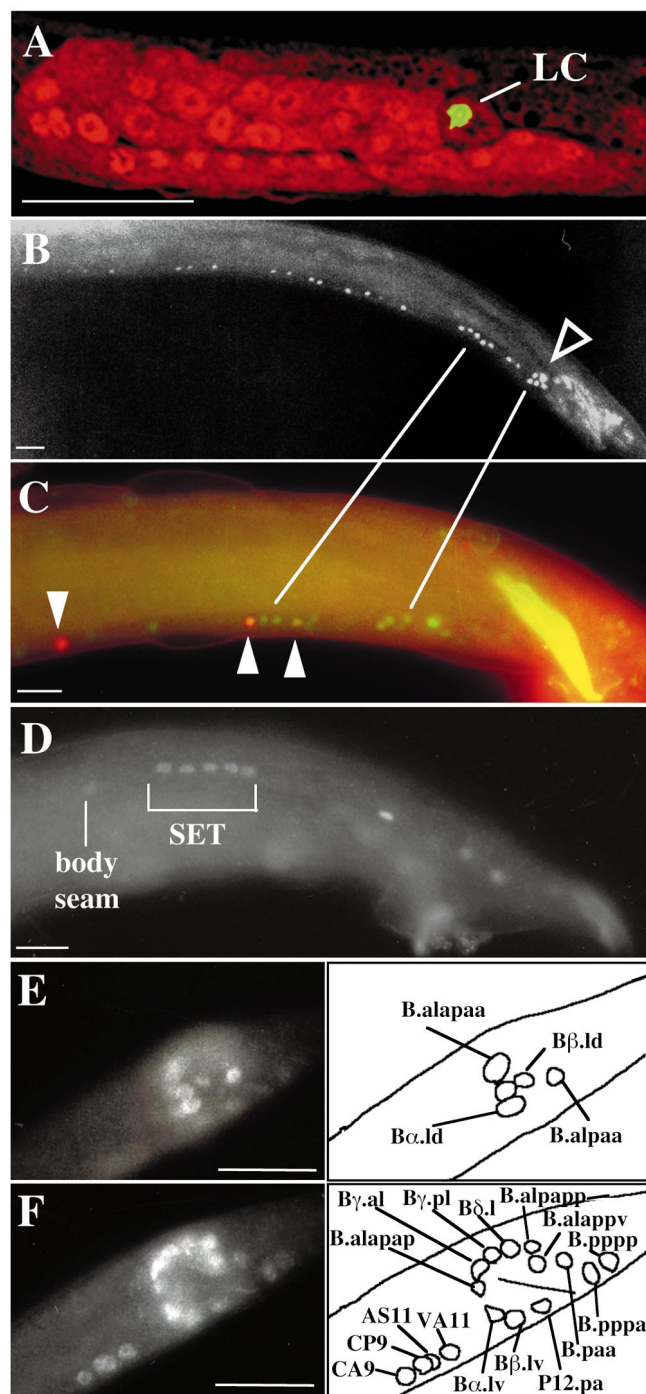 A
LC
B
C
D
SET
body
seam
E
B.alapaa
Bβ.ld
Bα.ld
B.alpaa
F
Bγ.al
Bγ.pl
Bδ.l
B.alpapp
B.alappv
B.pppp
B.alapap
AS11
VA11
CP9
CA9
Bα.lv
Bβ.lv
P12.pa
B.paa
B.pppa